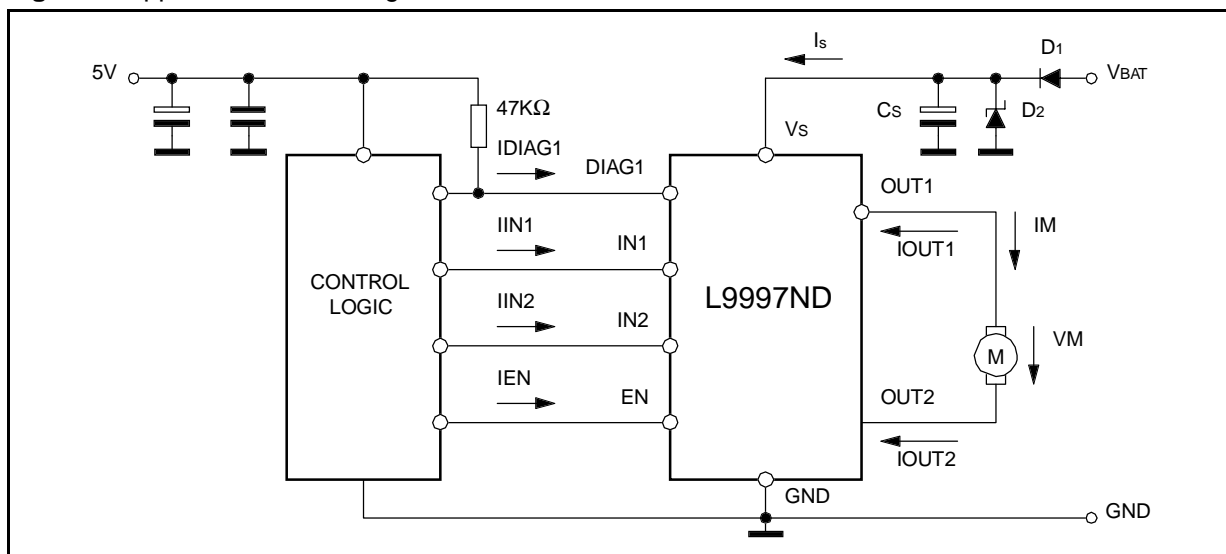 Is
D1
5V
VBAT
47KΩ
CS
D2
VS
IDIAG1
DIAG1
OUT1
IM
IIN1
IN1
IOUT1
CONTROL
LOGIC
L9997ND
IIN2
IN2
VM
M
IEN
EN
OUT2
IOUT2
GND
GND